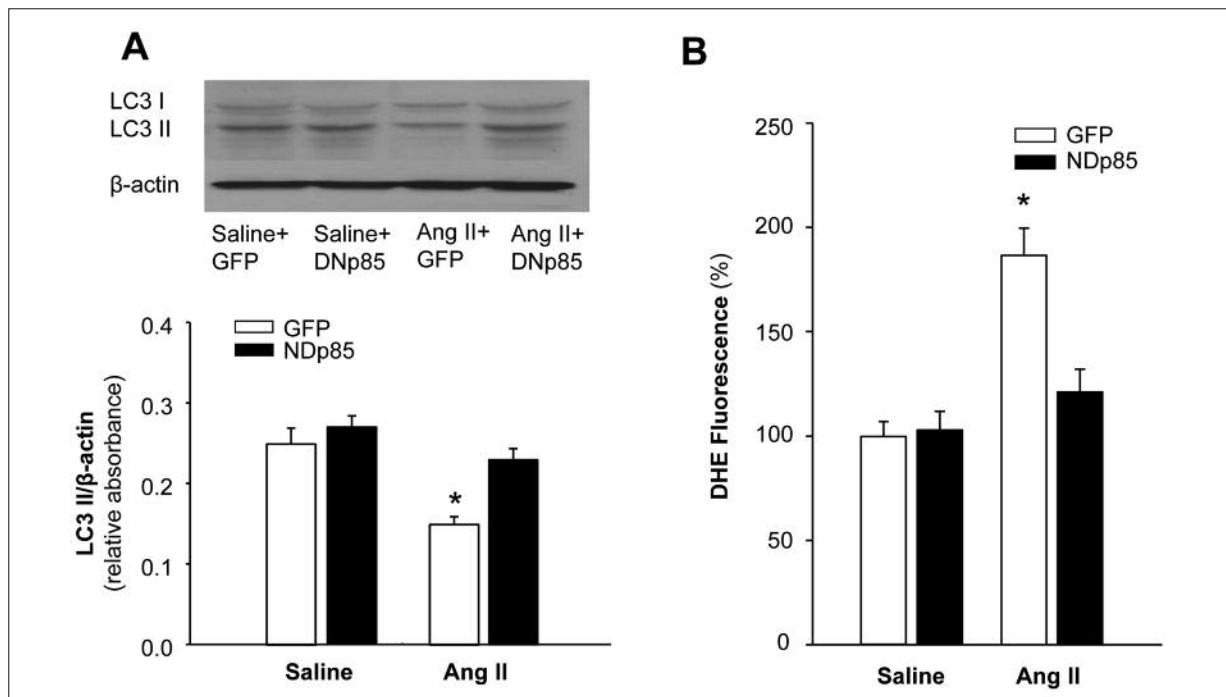 A
LC3 I
LC3 II
β-actin
Saline+ Saline+ Ang II+ Ang II+
GFP DNp85 GFP DNp85
0.4
0.3
0.2
0.1
0.0
GFP
NDp85
LC3 II/β-actin
(relative absorbance)
*
Saline Ang II
B
250
200
150
100
50
0
GFP
NDp85
DHE Fluorescence (%)
*
Saline Ang II